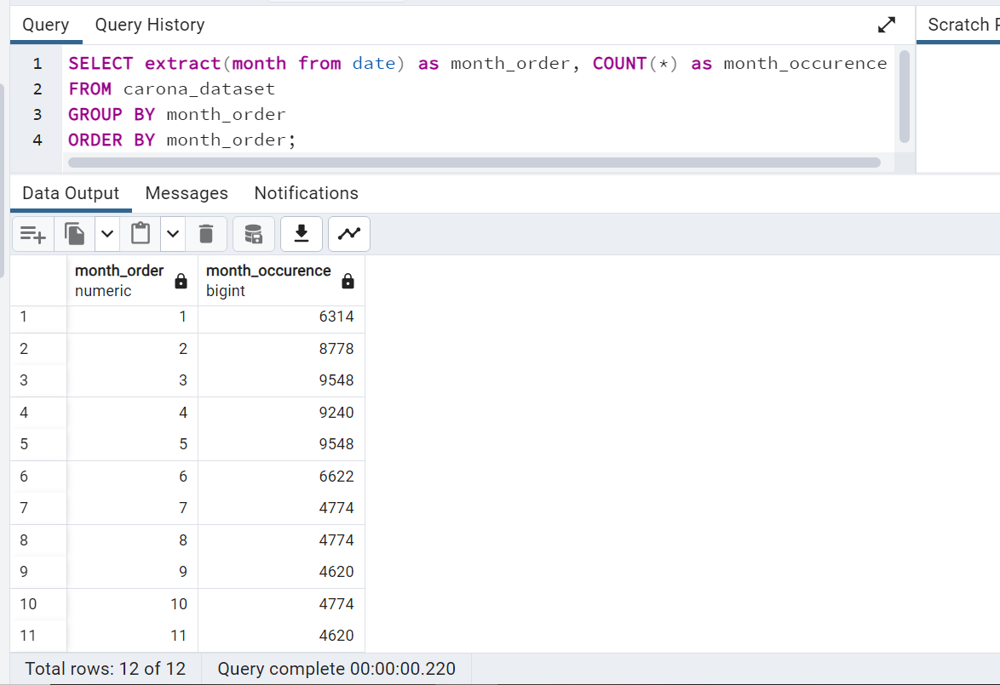 Query Query History Scratch
1 SELECT extract(month from date) as month_order, COUNT(*) as month_occurence
2 FROM carona_dataset
3 GROUP BY month_order
4 ORDER BY month_order;
Data Output Messages Notifications
month_order month_occurence
numeric bigint
1 1 6314
2 2 8778
3 3 9548
4 4 9240
5 5 9548
6 6 6622
7 7 4774
8 8 4774
9 9 4620
10 10 4774
11 11 4620
Total rows: 12 of 12 Query complete 00:00:00.220